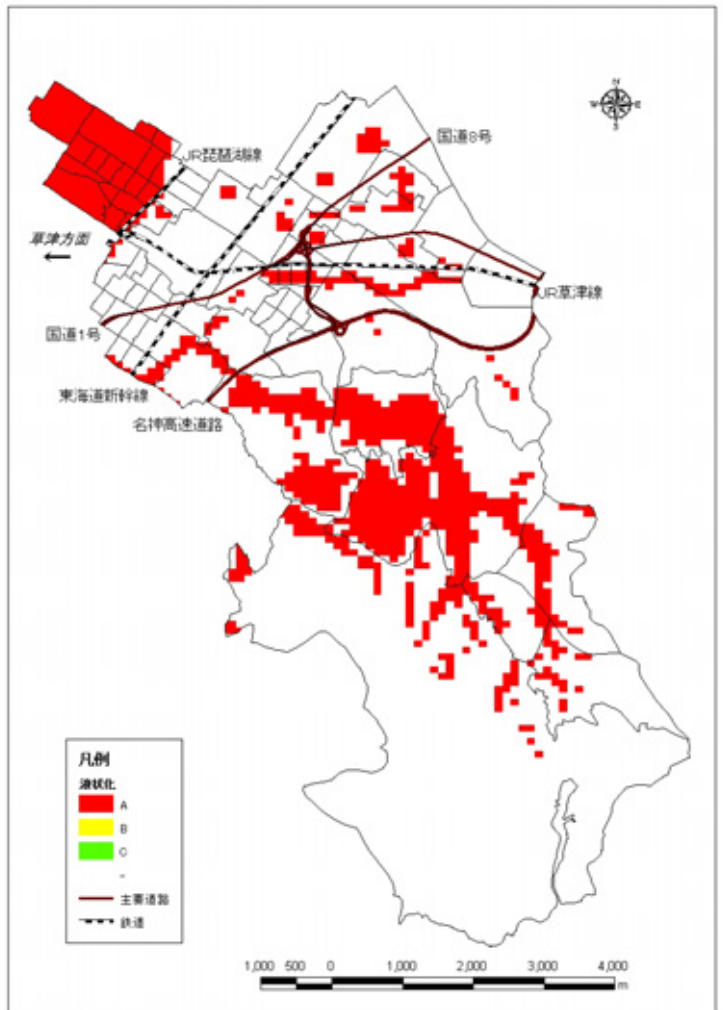 N
W E
S
国道8号
JR琵琶湖線
草津方面
←
JR草津線
国道1号
東海道新幹線
名神高速道路
凡例
液状化
A
B
C
-
主要道路
鉄道
1,000 500 0 1,000 2,000 3,000 4,000
m